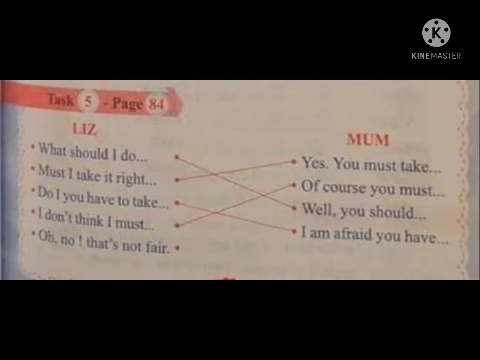 KINEMASTER
Task 5 - Page 84
LIZ
MUM
• What should I do...
• Must I take it right...
• Do I you have to take...
• I don't think I must...
• Oh, no ! that's not fair.
Yes. You must take...
Of course you must...
Well, you should...
I am afraid you have...